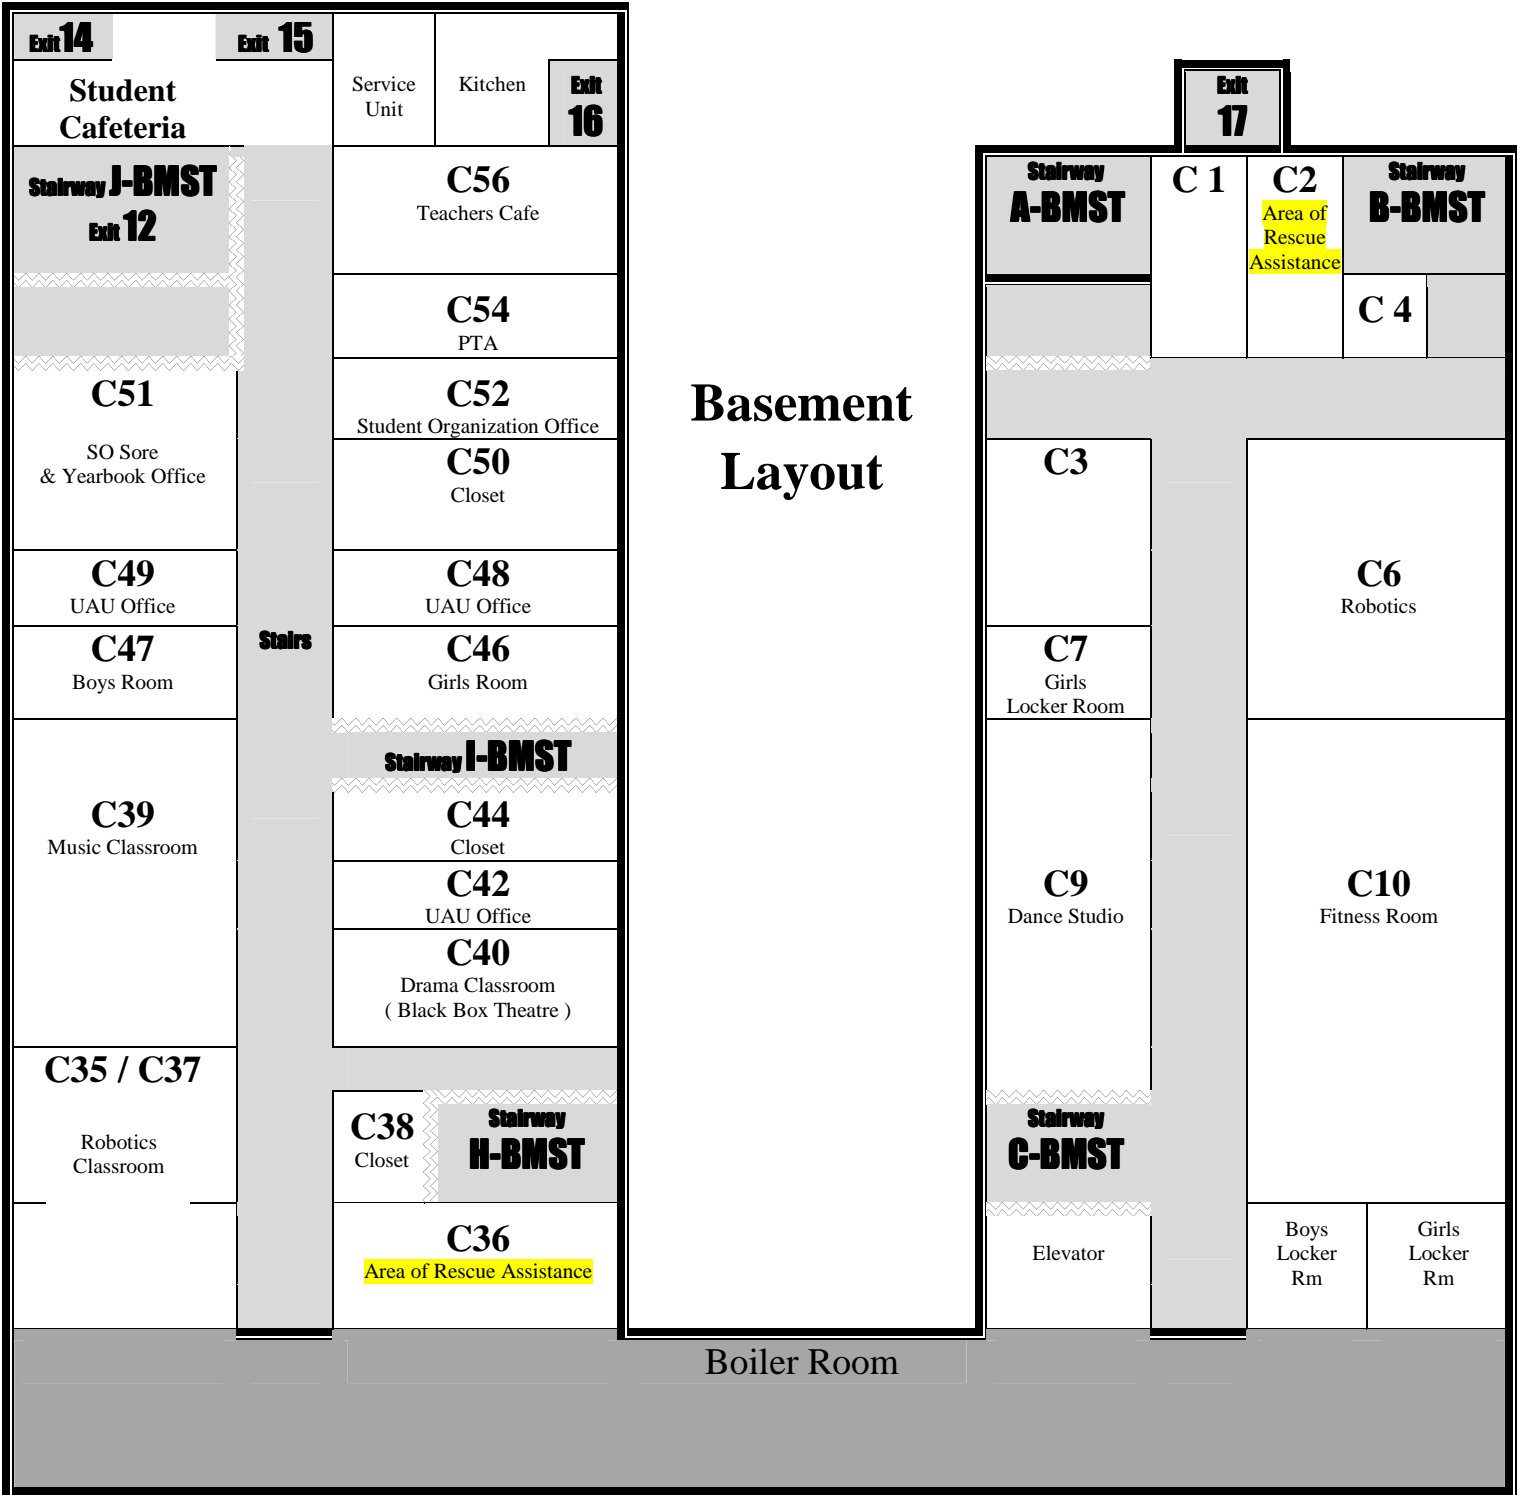 Exit 14
Exit 15
Student
Cafeteria
Service
Unit
Kitchen
Exit
16
Stairway J-BMST
Exit 12
C56
Teachers Cafe
C54
PTA
C51
SO Sore
& Yearbook Office
C52
Student Organization Office
C50
Closet
C49
UAU Office
C48
UAU Office
C47
Boys Room
Stairs
C46
Girls Room
Stairway I-BMST
C39
Music Classroom
C44
Closet
C42
UAU Office
C40
Drama Classroom
( Black Box Theatre )
C35 / C37
Robotics
Classroom
C38
Closet
Stairway
H-BMST
C36
Area of Rescue Assistance
Basement
Layout
Exit
17
Stairway
A-BMST
C 1
C2
Area of
Rescue
Assistance
Stairway
B-BMST
C 4
C3
C6
Robotics
C7
Girls
Locker Room
C9
Dance Studio
C10
Fitness Room
Stairway
C-BMST
Elevator
Boys
Locker
Rm
Girls
Locker
Rm
Boiler Room